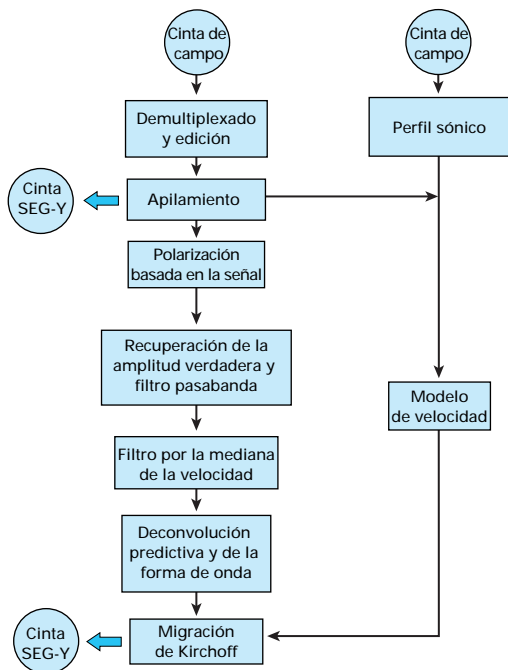 Cinta de
campo
Cinta de
campo
Demultiplexado
y edición
Perfil sónico
Cinta
SEG-Y
Apilamiento
Polarización
basada en la señal
Recuperación de la
amplitud verdadera y
filtro pasabanda
Modelo
de velocidad
Filtro por la mediana
de la velocidad
Deconvolución
predictiva y de la
forma de onda
Cinta
SEG-Y
Migración
de Kirchoff